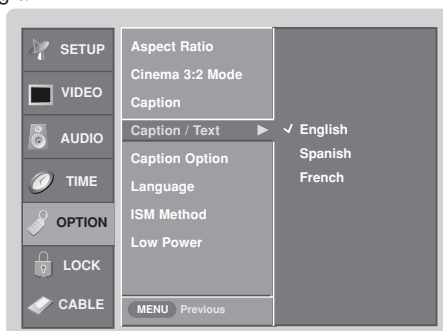 SETUP
VIDEO
AUDIO
TIME
OPTION
LOCK
CABLE
Aspect Ratio
Cinema 3:2 Mode
Caption
Caption / Text ▶
Caption Option
Language
ISM Method
Low Power
MENU Previous
✓ English
Spanish
French